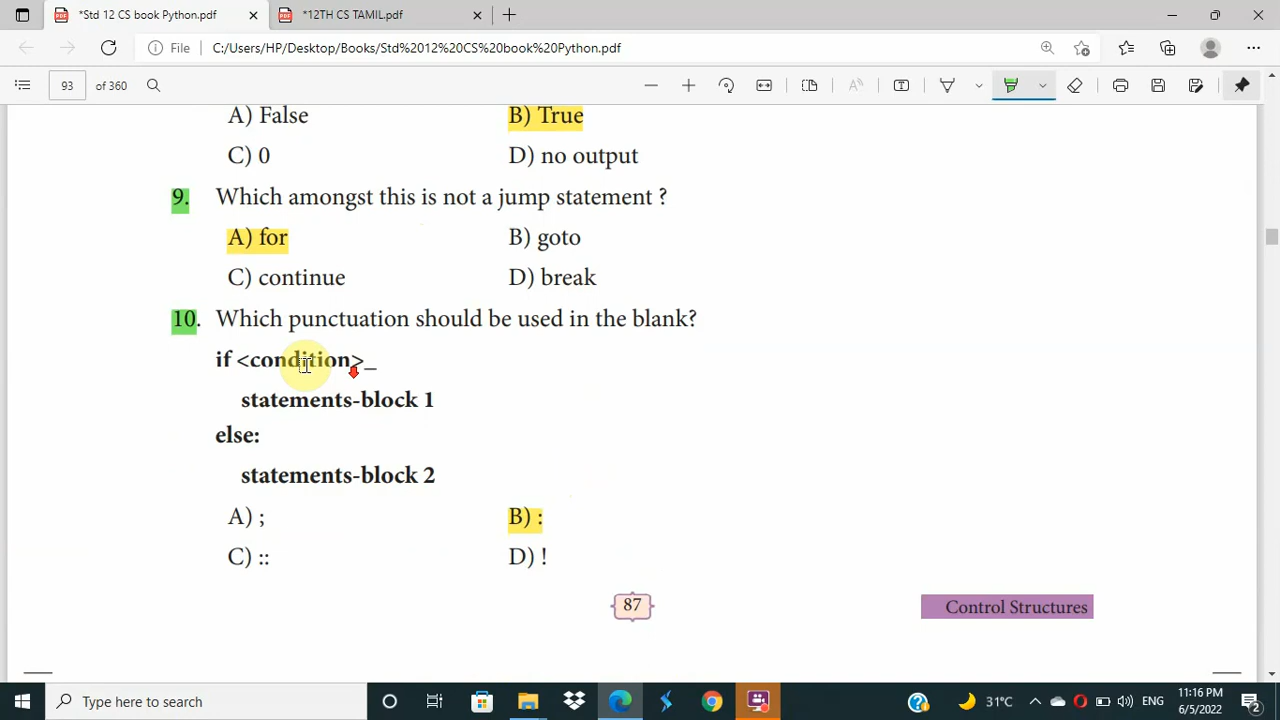 *Std 12 CS book Python.pdf
*12TH CS TAMIL.pdf
File
C:/Users/HP/Desktop/Books/Std%2012%20CS%20book%20Python.pdf
93 of 360
A) False B) True
C) 0 D) no output
9. Which amongst this is not a jump statement ?
A) for B) goto
C) continue D) break
10. Which punctuation should be used in the blank?
if <condition>_
statements-block 1
else:
statements-block 2
A) ; B) :
C) :: D) !
87
Control Structures
Type here to search
31°C
ENG
11:16 PM
6/5/2022
2